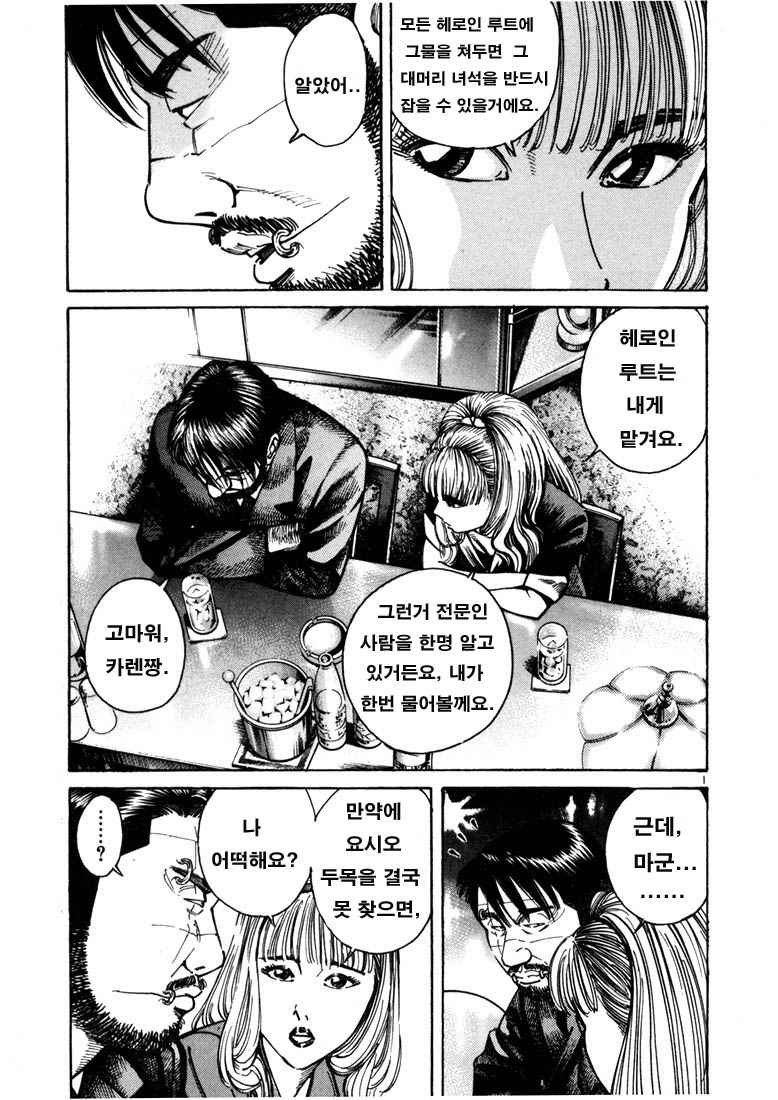 모든 헤로인 루트에
그물을 쳐두면 그
대머리 녀석을 반드시
잡을 수 있을거에요.
알았어..
헤로인
루트는
내게
맡겨요.
그런거 전문인
사람을 한명 알고
있거든요, 내가
한번 물어볼께요.
고마워,
카렌짱.
근데,
마군...
......
만약에
요시오
두목을 결국
못 찾으면,
나
어떡해요?
......?